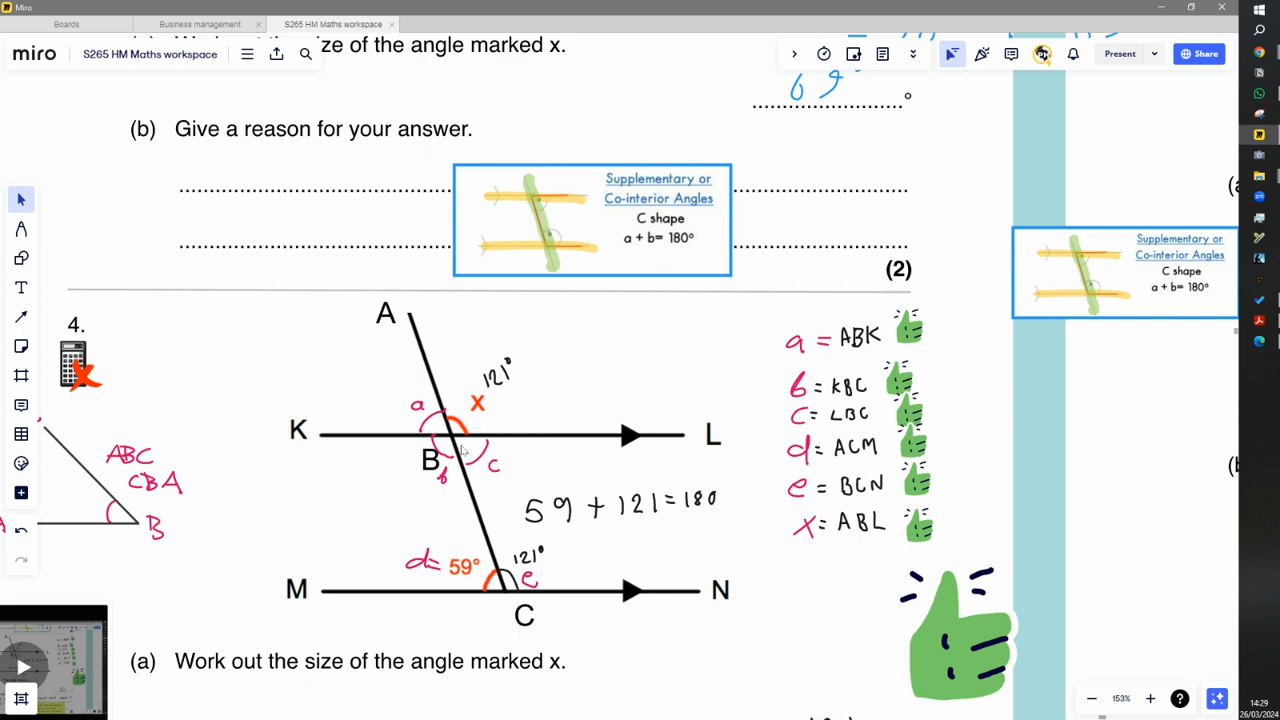 Miro
Boards
Business management
S265 HM Maths workspace
miro
S265 HM Maths workspace
ze of the angle marked x.
Present
Share
69
(b) Give a reason for your answer.
Supplementary or
Co-interior Angles
C shape
a + b= 180°
(2)
Supplementary or
Co-interior Angles
C shape
a + b= 180°
4.
A
121°
a
x
K
L
B
b
c
a = ABK
b = KBC
c = LBC
d = ACM
e = BCN
x = ABL
ABC
CBA
B
59 + 121 = 180
d= 59°
121°
e
M
N
C
(a) Work out the size of the angle marked x.
153%
14:29
26/03/2024